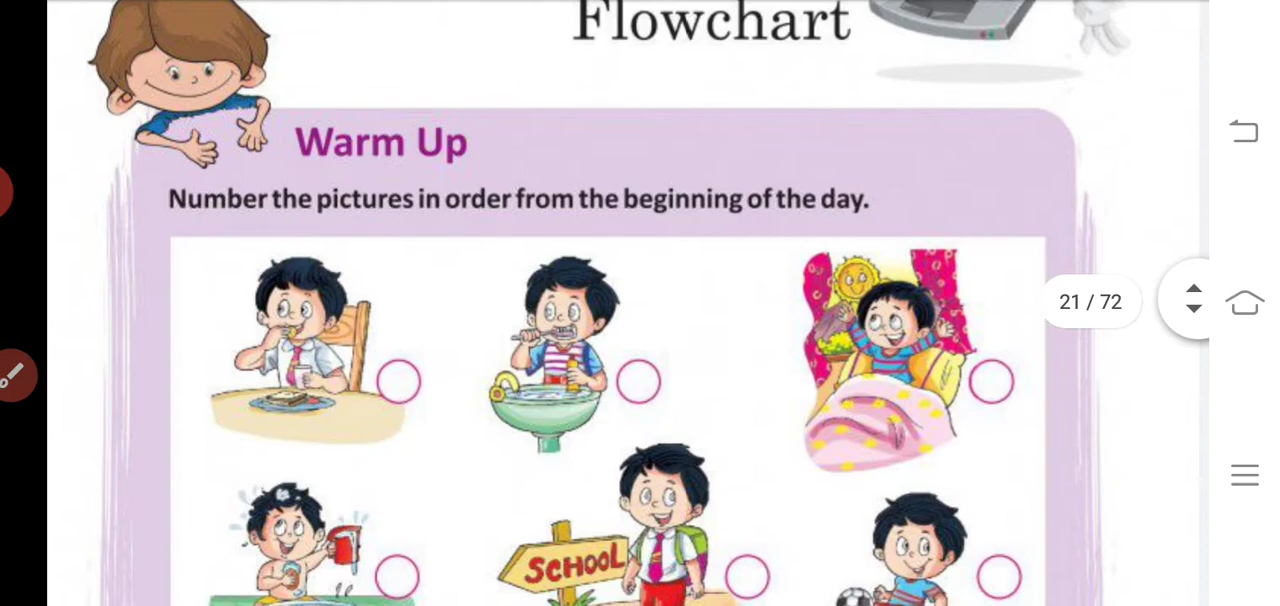 Flowchart
Warm Up
Number the pictures in order from the beginning of the day.
21 / 72
SCHOOL